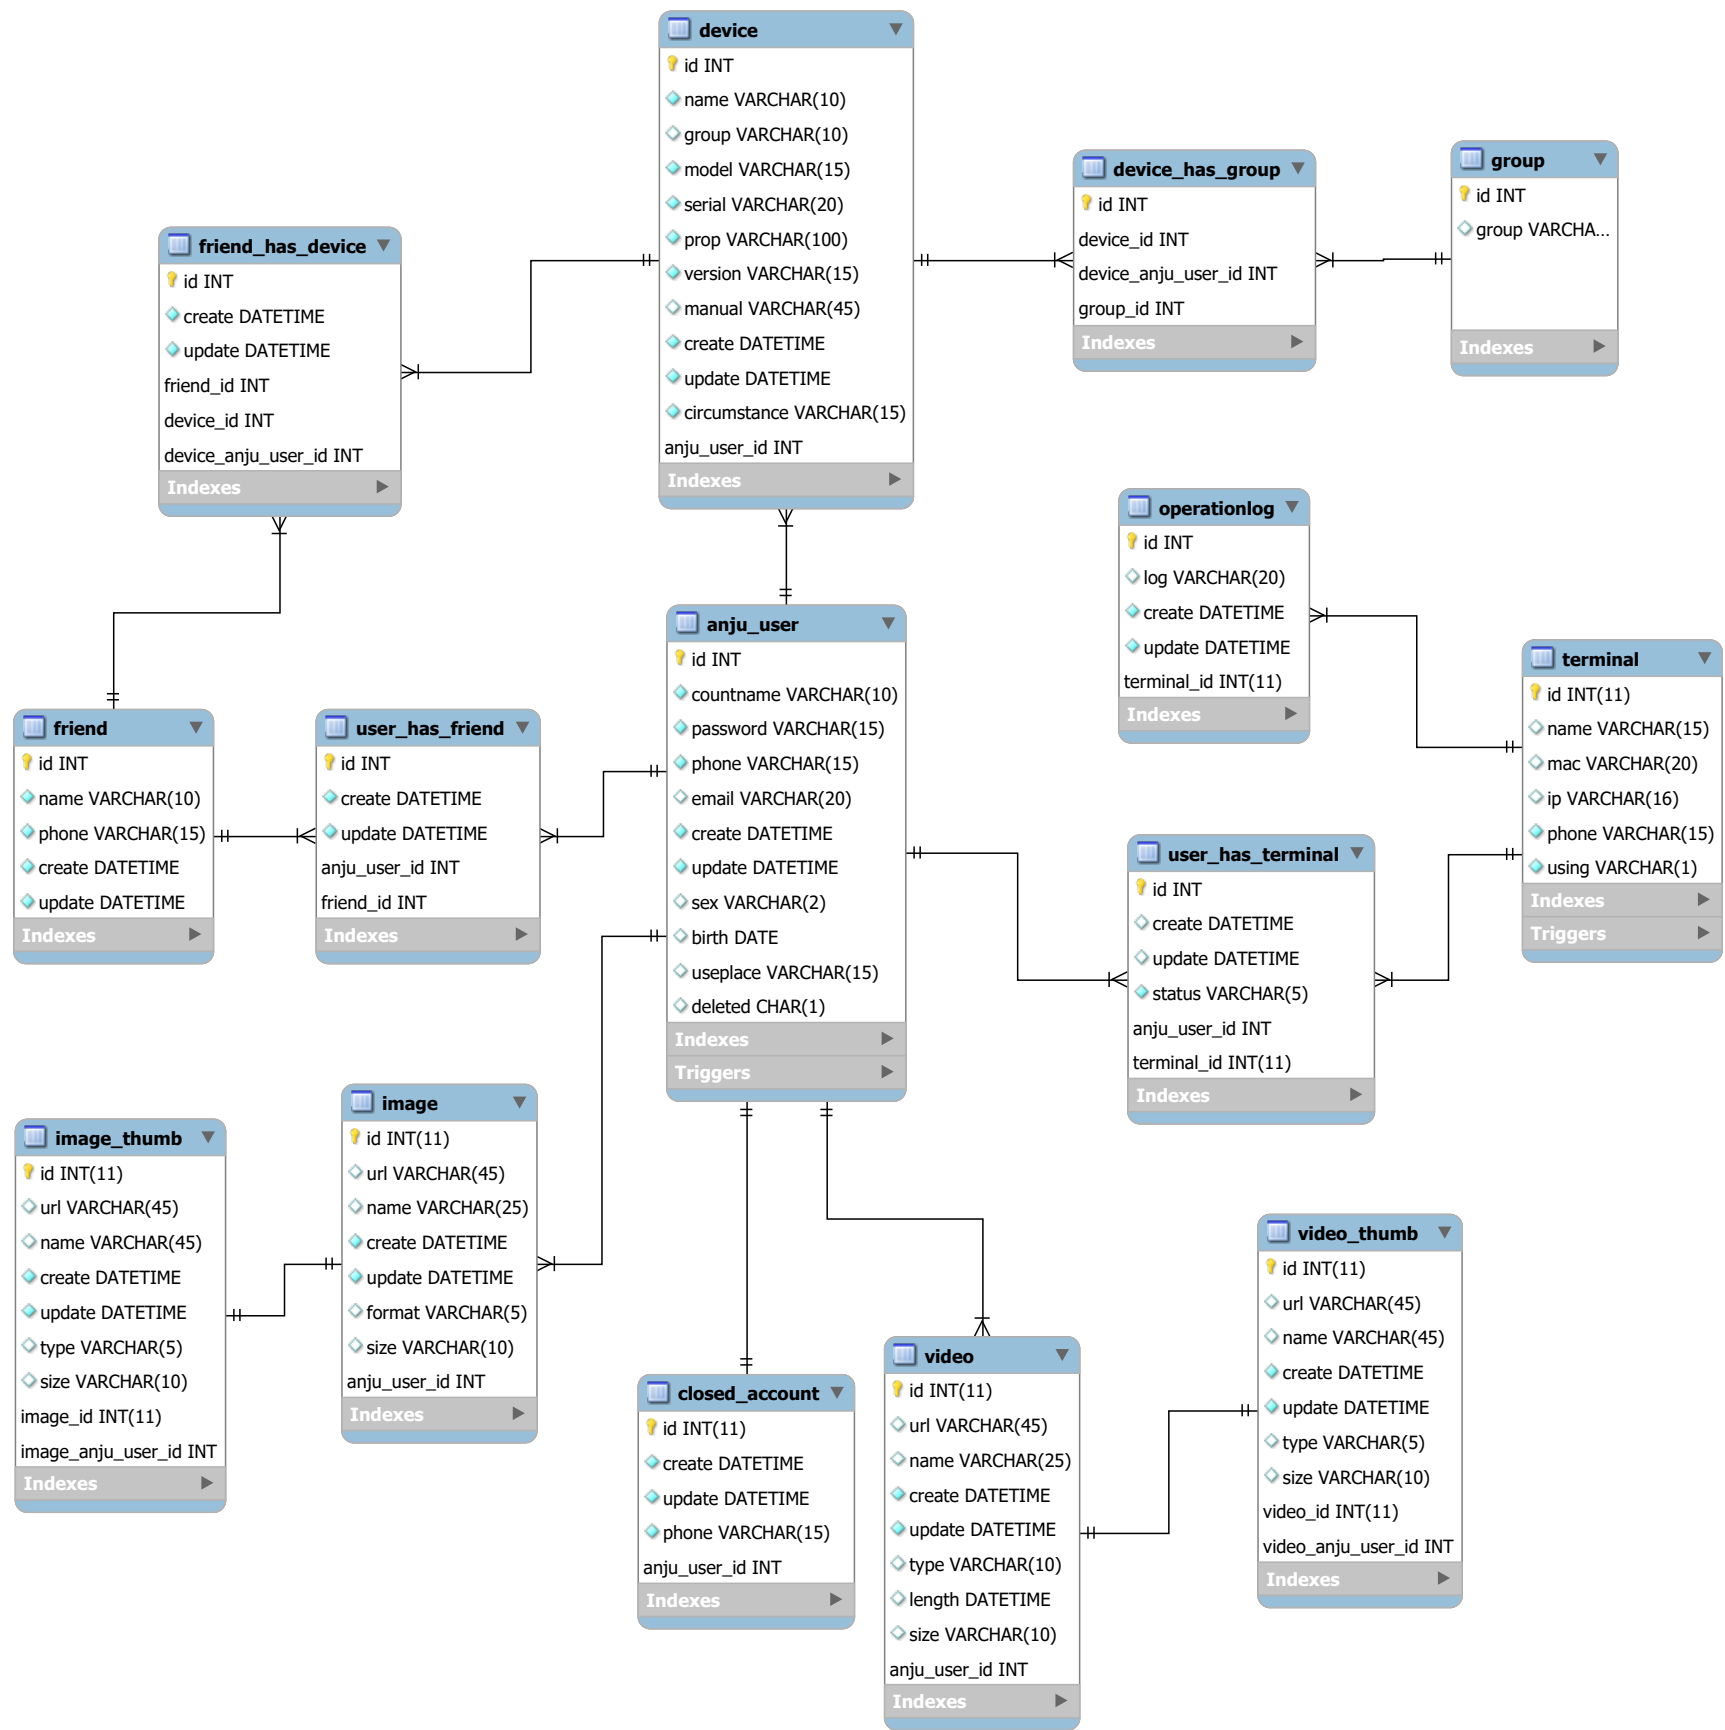 device
id INT
name VARCHAR(10)
group VARCHAR(10)
model VARCHAR(15)
serial VARCHAR(20)
prop VARCHAR(100)
version VARCHAR(15)
manual VARCHAR(45)
create DATETIME
update DATETIME
circumstance VARCHAR(15)
anju_user_id INT
Indexes
device_has_group
id INT
device_id INT
device_anju_user_id INT
group_id INT
Indexes
group
id INT
group VARCHA...
Indexes
friend_has_device
id INT
create DATETIME
update DATETIME
friend_id INT
device_id INT
device_anju_user_id INT
Indexes
operationlog
id INT
log VARCHAR(20)
create DATETIME
update DATETIME
terminal_id INT(11)
Indexes
anju_user
id INT
countname VARCHAR(10)
password VARCHAR(15)
phone VARCHAR(15)
email VARCHAR(20)
create DATETIME
update DATETIME
sex VARCHAR(2)
birth DATE
useplace VARCHAR(15)
deleted CHAR(1)
Indexes
Triggers
terminal
id INT(11)
name VARCHAR(15)
mac VARCHAR(20)
ip VARCHAR(16)
phone VARCHAR(15)
using VARCHAR(1)
Indexes
Triggers
friend
id INT
name VARCHAR(10)
phone VARCHAR(15)
create DATETIME
update DATETIME
Indexes
user_has_friend
id INT
create DATETIME
update DATETIME
anju_user_id INT
friend_id INT
Indexes
user_has_terminal
id INT
create DATETIME
update DATETIME
status VARCHAR(5)
anju_user_id INT
terminal_id INT(11)
Indexes
image
id INT(11)
url VARCHAR(45)
name VARCHAR(25)
create DATETIME
update DATETIME
format VARCHAR(5)
size VARCHAR(10)
anju_user_id INT
Indexes
image_thumb
id INT(11)
url VARCHAR(45)
name VARCHAR(45)
create DATETIME
update DATETIME
type VARCHAR(5)
size VARCHAR(10)
image_id INT(11)
image_anju_user_id INT
Indexes
video_thumb
id INT(11)
url VARCHAR(45)
name VARCHAR(45)
create DATETIME
update DATETIME
type VARCHAR(5)
size VARCHAR(10)
video_id INT(11)
video_anju_user_id INT
Indexes
video
id INT(11)
url VARCHAR(45)
name VARCHAR(25)
create DATETIME
update DATETIME
type VARCHAR(10)
length DATETIME
size VARCHAR(10)
anju_user_id INT
Indexes
closed_account
id INT(11)
create DATETIME
update DATETIME
phone VARCHAR(15)
anju_user_id INT
Indexes